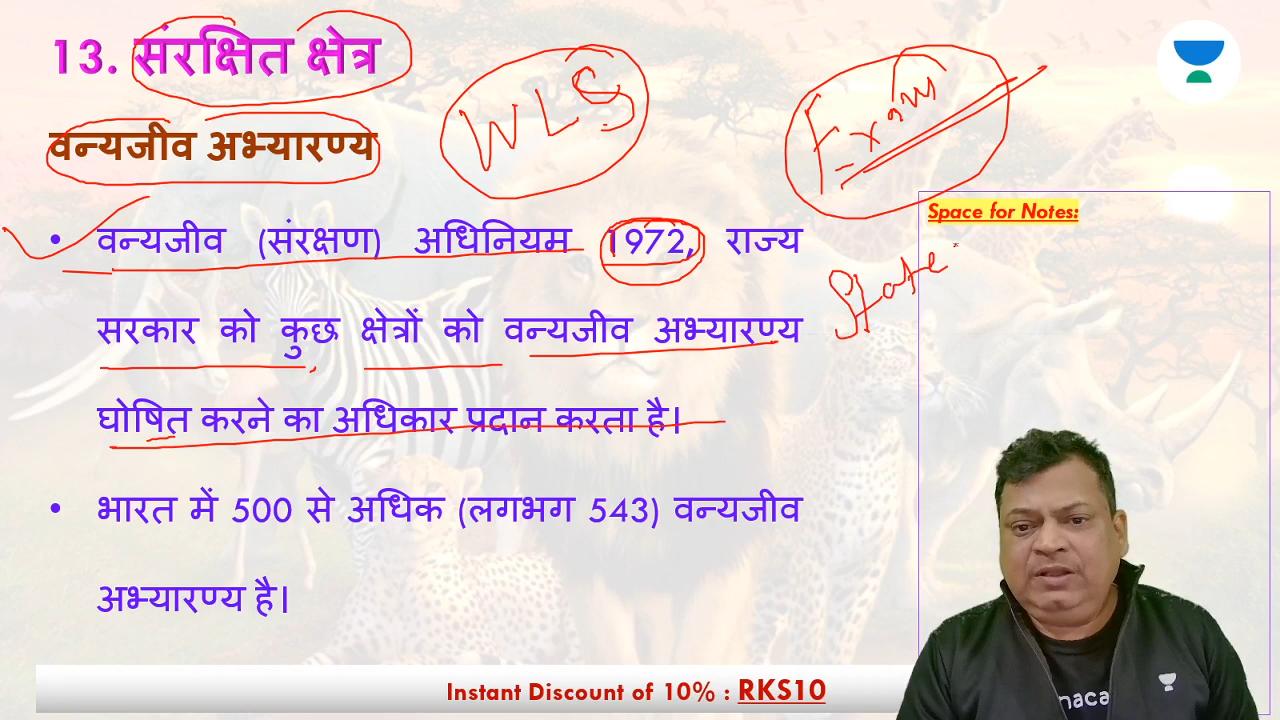 13. संरक्षित क्षेत्र
WLS
Exam
वन्यजीव अभ्यारण्य
• वन्यजीव (संरक्षण) अधिनियम 1972, राज्य
सरकार को कुछ क्षेत्रों को वन्यजीव अभ्यारण्य
घोषित करने का अधिकार प्रदान करता है।
• भारत में 500 से अधिक (लगभग 543) वन्यजीव
अभ्यारण्य है।
Space for Notes:
State
Instant Discount of 10% : RKS10